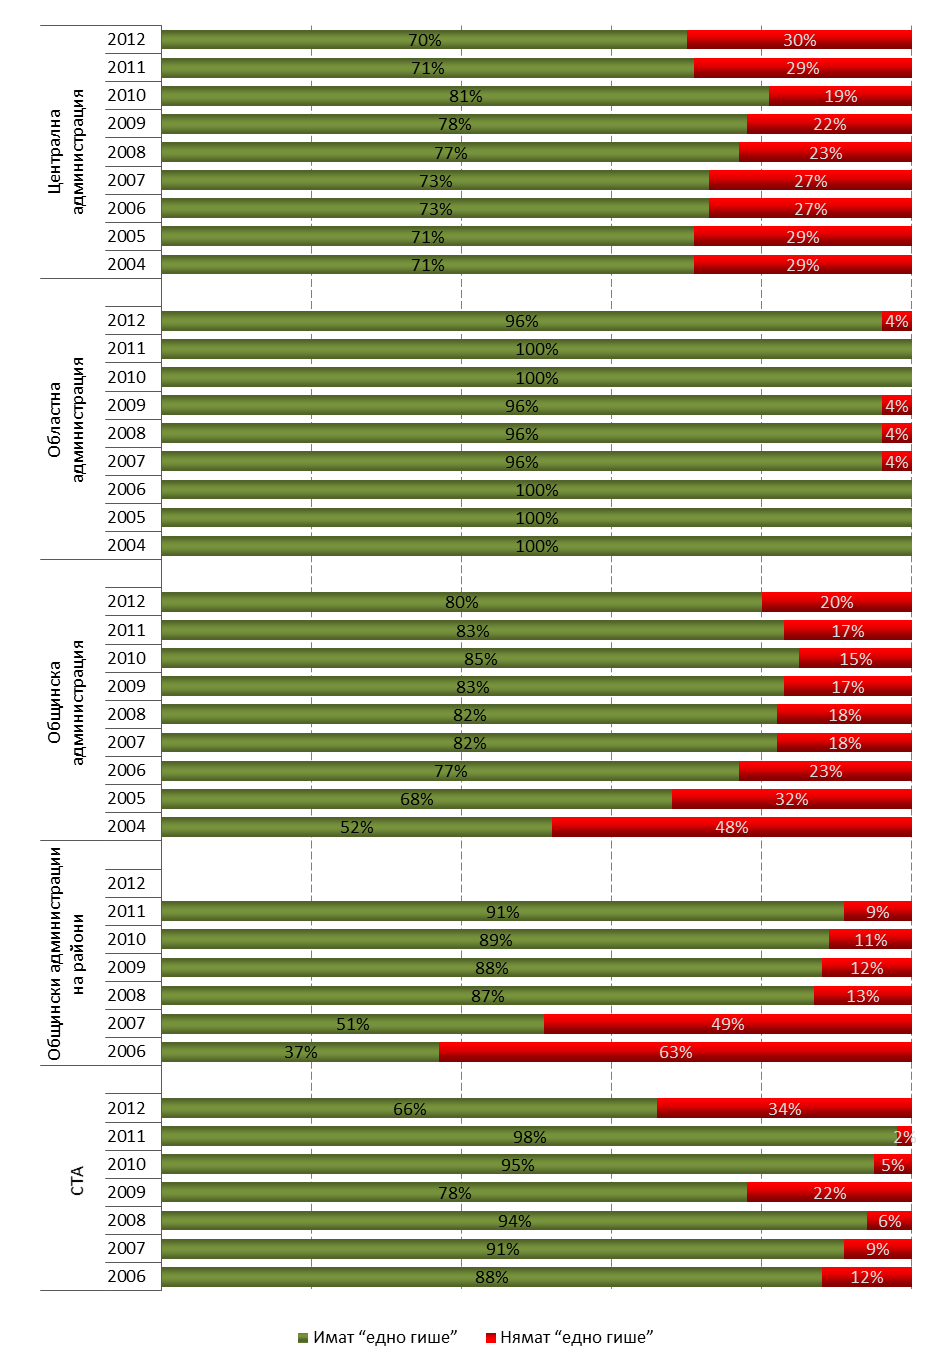 Централна
администрация
2012 70% 30%
2011 71% 29%
2010 81% 19%
2009 78% 22%
2008 77% 23%
2007 73% 27%
2006 73% 27%
2005 71% 29%
2004 71% 29%
Областна
администрация
2012 96% 4%
2011 100%
2010 100%
2009 96% 4%
2008 96% 4%
2007 96% 4%
2006 100%
2005 100%
2004 100%
Общинска
администрация
2012 80% 20%
2011 83% 17%
2010 85% 15%
2009 83% 17%
2008 82% 18%
2007 82% 18%
2006 77% 23%
2005 68% 32%
2004 52% 48%
Общински администрации
на райони
2012
2011 91% 9%
2010 89% 11%
2009 88% 12%
2008 87% 13%
2007 51% 49%
2006 37% 63%
СТА
2012 66% 34%
2011 98% 2%
2010 95% 5%
2009 78% 22%
2008 94% 6%
2007 91% 9%
2006 88% 12%
Имат “едно гише” Нямат “едно гише”